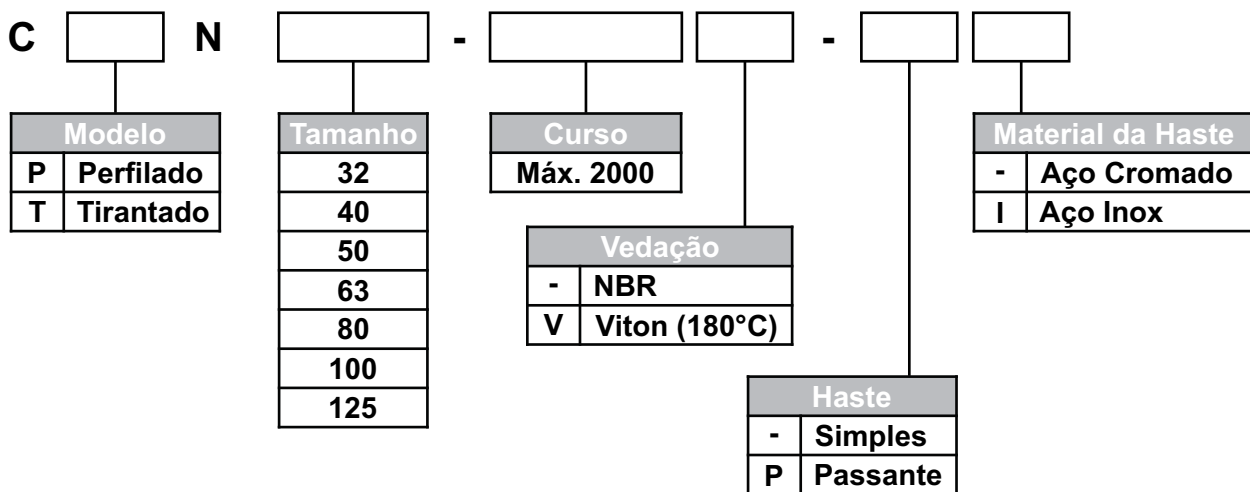 C N - -
Modelo
P Perfilado
T Tirantado
Tamanho
32
40
50
63
80
100
125
Curso
Máx. 2000
Vedação
- NBR
V Viton (180°C)
Haste
- Simples
P Passante
Material da Haste
- Aço Cromado
I Aço Inox